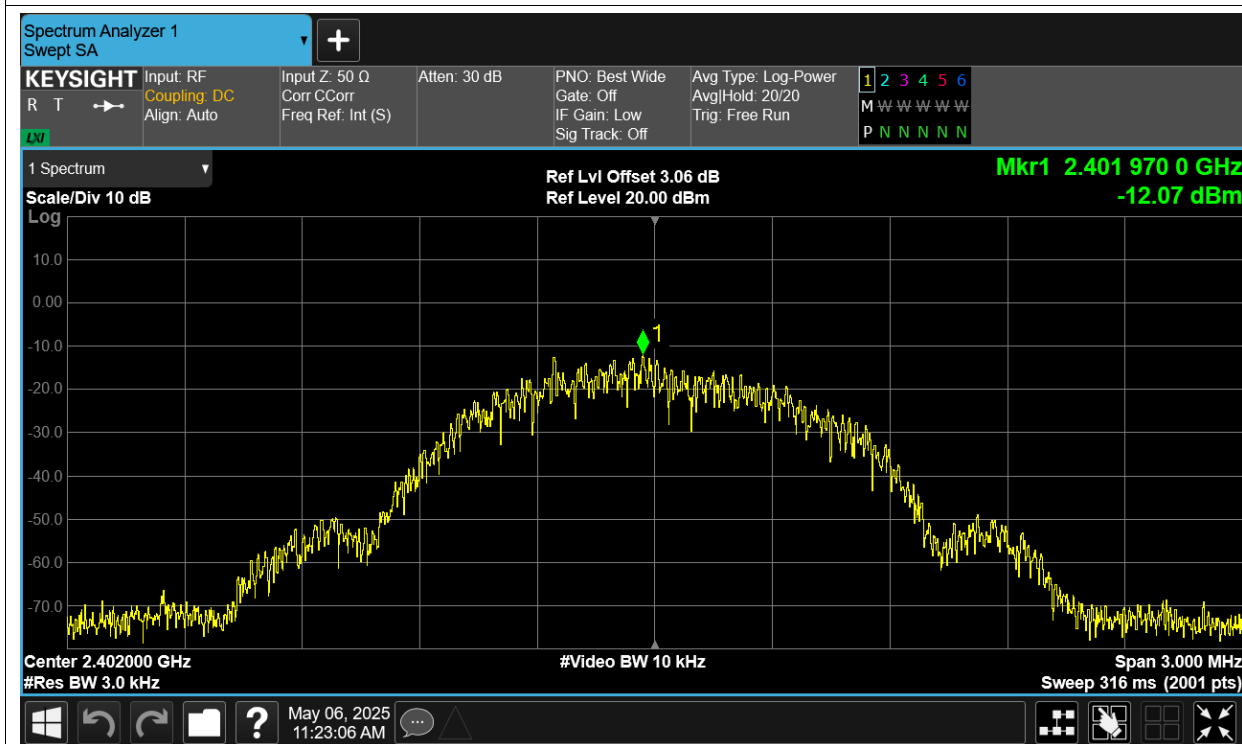 Spectrum Analyzer 1
Swept SA
+
KEYSIGHT
R T
LXI
Input: RF
Coupling: DC
Align: Auto
Input Z: 50 Ω
Corr CCorr
Freq Ref: Int (S)
Atten: 30 dB
PNO: Best Wide
Gate: Off
IF Gain: Low
Sig Track: Off
Avg Type: Log-Power
Avg|Hold: 20/20
Trig: Free Run
1 2 3 4 5 6
M W W W W W
P N N N N N
1 Spectrum
Scale/Div 10 dB
Ref Lvl Offset 3.06 dB
Ref Level 20.00 dBm
Mkr1 2.401 970 0 GHz
-12.07 dBm
Log
10.0
0.00
-10.0
-20.0
-30.0
-40.0
-50.0
-60.0
-70.0
1
Center 2.402000 GHz
#Video BW 10 kHz
Span 3.000 MHz
#Res BW 3.0 kHz
Sweep 316 ms (2001 pts)
?
May 06, 2025
11:23:06 AM